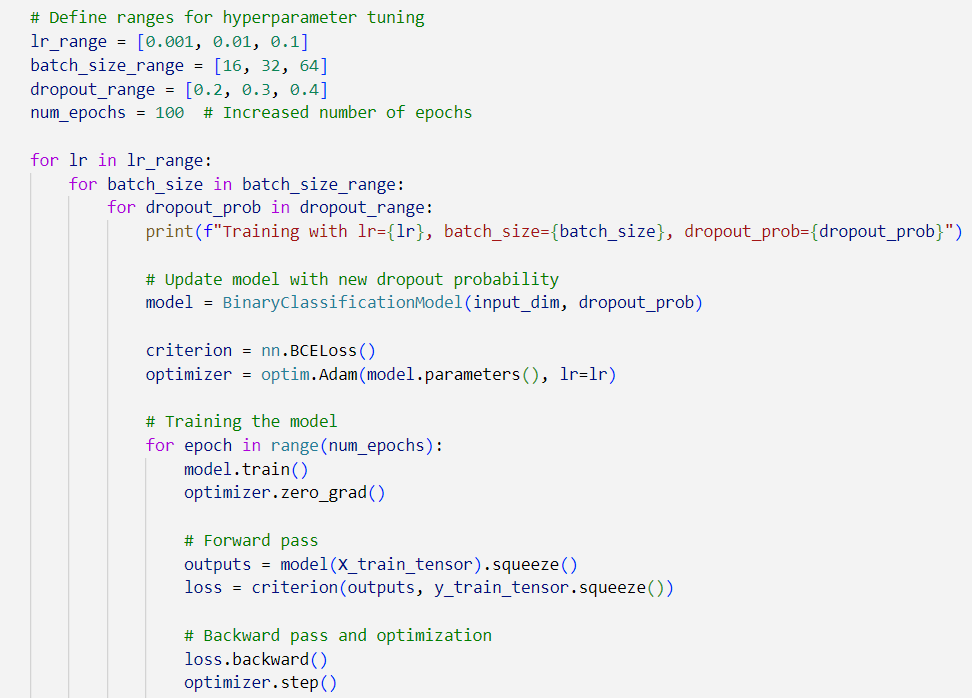 # Define ranges for hyperparameter tuning
lr_range = [0.001, 0.01, 0.1]
batch_size_range = [16, 32, 64]
dropout_range = [0.2, 0.3, 0.4]
num_epochs = 100  # Increased number of epochs

for lr in lr_range:
    for batch_size in batch_size_range:
        for dropout_prob in dropout_range:
            print(f"Training with lr={lr}, batch_size={batch_size}, dropout_prob={dropout_prob}")

            # Update model with new dropout probability
            model = BinaryClassificationModel(input_dim, dropout_prob)

            criterion = nn.BCELoss()
            optimizer = optim.Adam(model.parameters(), lr=lr)

            # Training the model
            for epoch in range(num_epochs):
                model.train()
                optimizer.zero_grad()

                # Forward pass
                outputs = model(X_train_tensor).squeeze()
                loss = criterion(outputs, y_train_tensor.squeeze())

                # Backward pass and optimization
                loss.backward()
                optimizer.step()